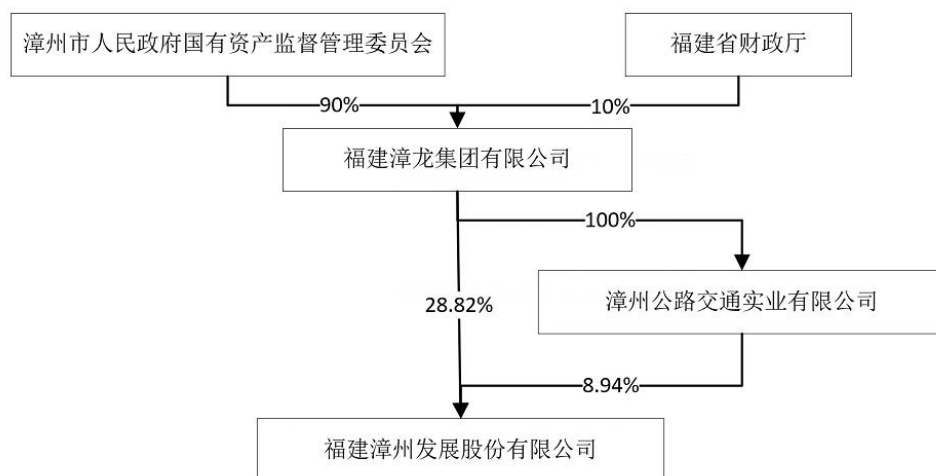 漳州市人民政府国有资产监督管理委员会
福建省财政厅
90%
10%
福建漳龙集团有限公司
100%
漳州公路交通实业有限公司
28.82%
8.94%
福建漳州发展股份有限公司